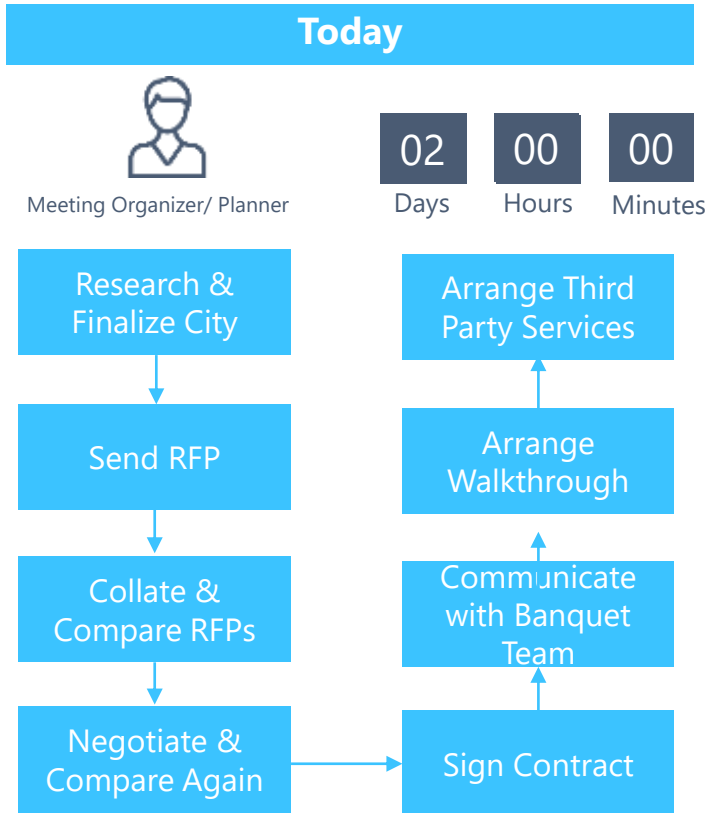 Today
Meeting Organizer/ Planner
02
00
00
Days
Hours
Minutes
Research &
Finalize City
Send RFP
Collate &
Compare RFPs
Negotiate &
Compare Again
Arrange Third
Party Services
Arrange
Walkthrough
Communicate
with Banquet
Team
Sign Contract